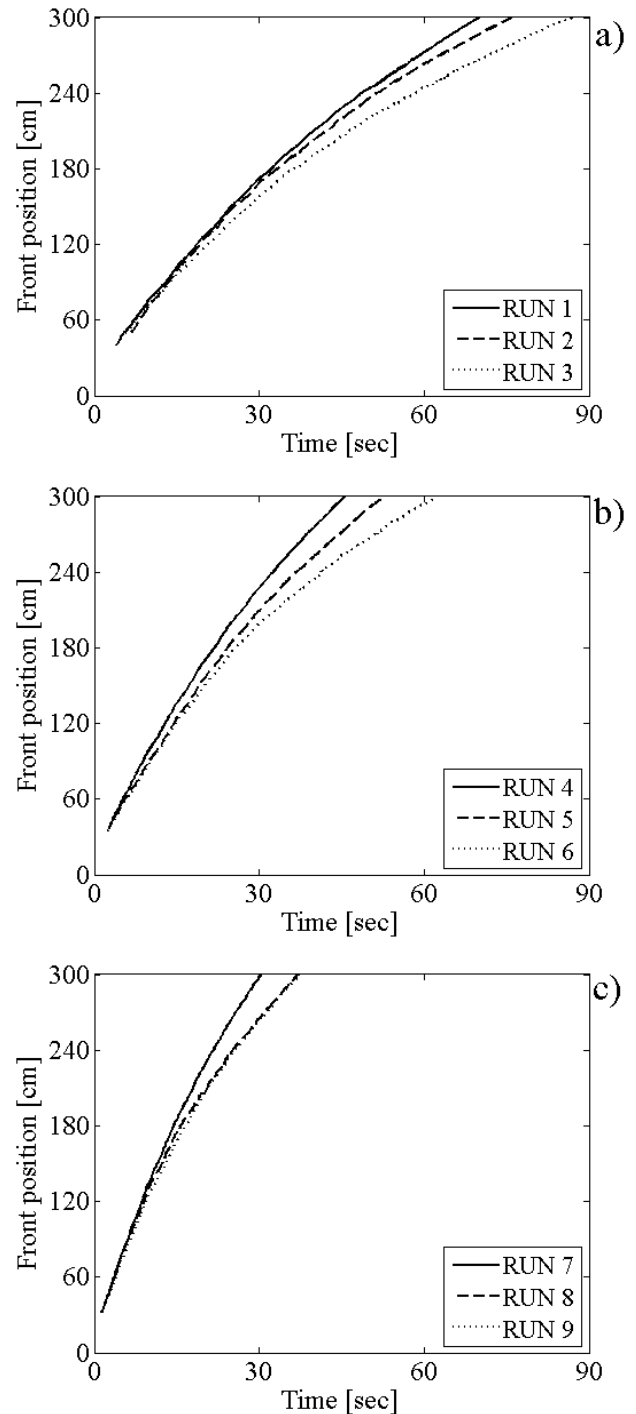 a)
300
240
180
120
60
0
Front position [cm]
RUN 1
RUN 2
RUN 3
0 30 60 90
Time [sec]
b)
300
240
180
120
60
0
Front position [cm]
RUN 4
RUN 5
RUN 6
0 30 60 90
Time [sec]
c)
300
240
180
120
60
0
Front position [cm]
RUN 7
RUN 8
RUN 9
0 30 60 90
Time [sec]